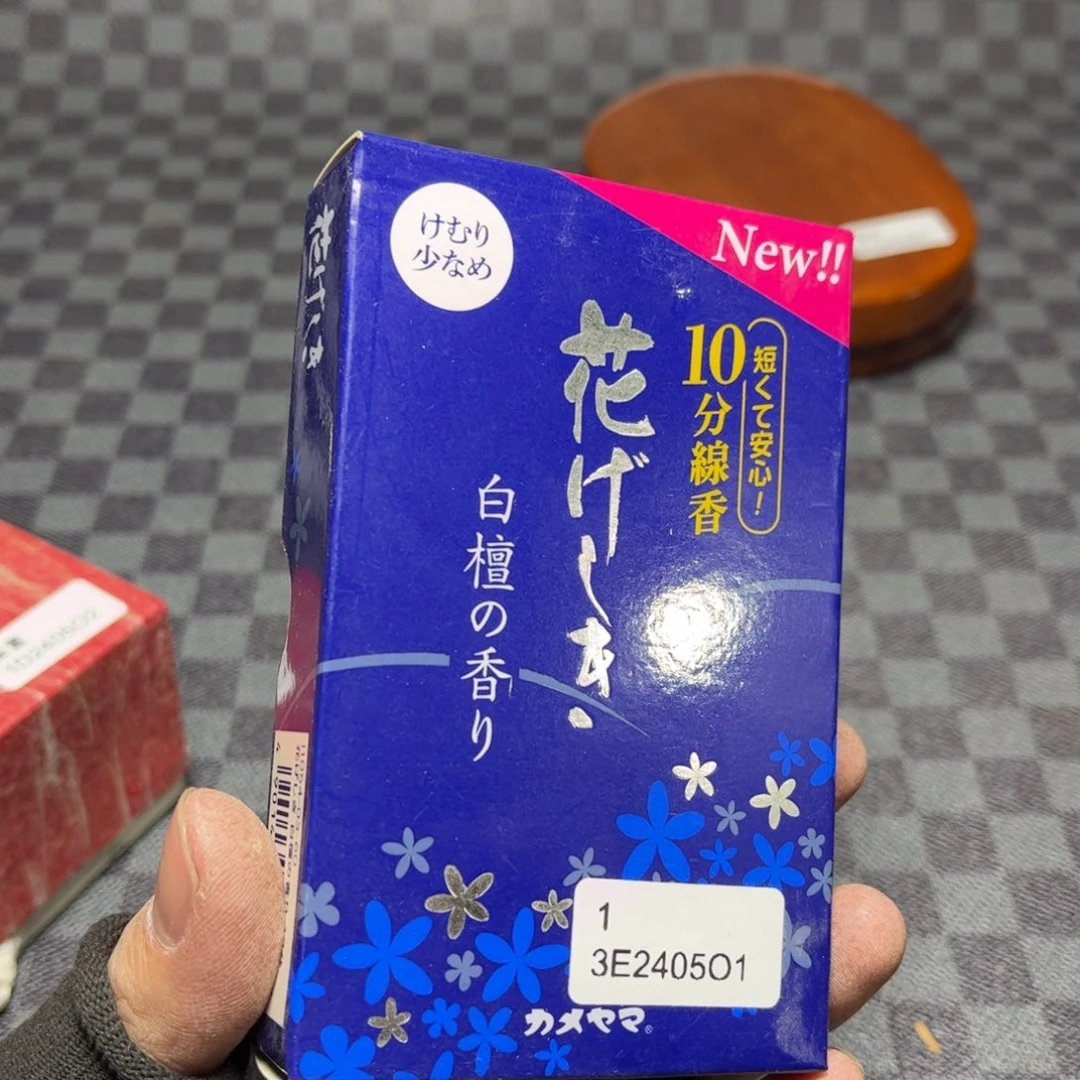 けむり
少なめ
New!!
短くて安心!
10分線香
花げしき
白檀の香り
1
3E2405O1
カメヤマ®
1D2405O2